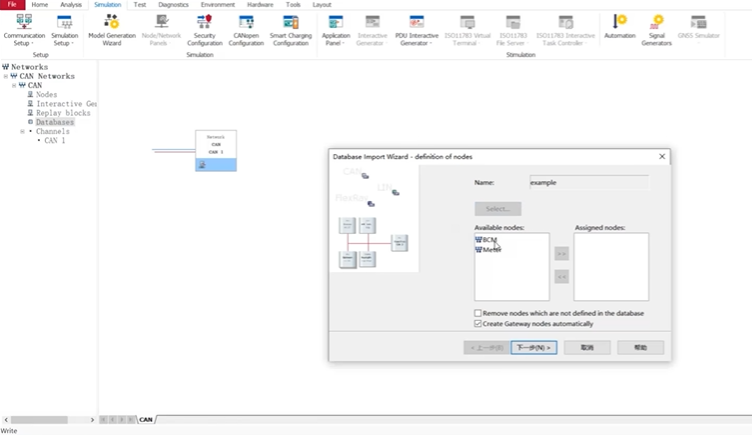 File Home Analysis Simulation Test Diagnostics Environment Hardware Tools Layout
Communication Setup Simulation Setup Model Generation Wizard Node/Network Panels Security Configuration CANopen Configuration Smart Charging Configuration Application Panel Interactive Generator PDU Interactive Generator ISO11783 Virtual Terminal ISO11783 File Server ISO11783 Interactive Task Controller Automation Signal Generators GNSS Simulator
Setup Simulation Stimulation
Networks
CAN Networks
CAN
Nodes
Interactive Gen
Replay blocks
Databases
Channels
CAN 1
Network
CAN
CAN 1
Database Import Wizard - definition of nodes
CAN
LIN
FlexRay
Name: example
Select...
Available nodes: Assigned nodes:
BCM
Meter
>>
<<
Remove nodes which are not defined in the database
Create Gateway nodes automatically
< 上一步(B) 下一步(N) > 取消 帮助
CAN
Write